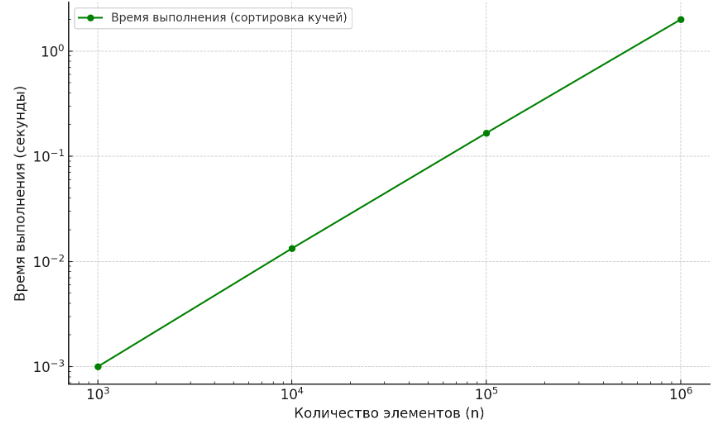 Время выполнения (сортировка кучей)
Время выполнения (секунды)
10⁰
10⁻¹
10⁻²
10⁻³
10³ 10⁴ 10⁵ 10⁶
Количество элементов (n)